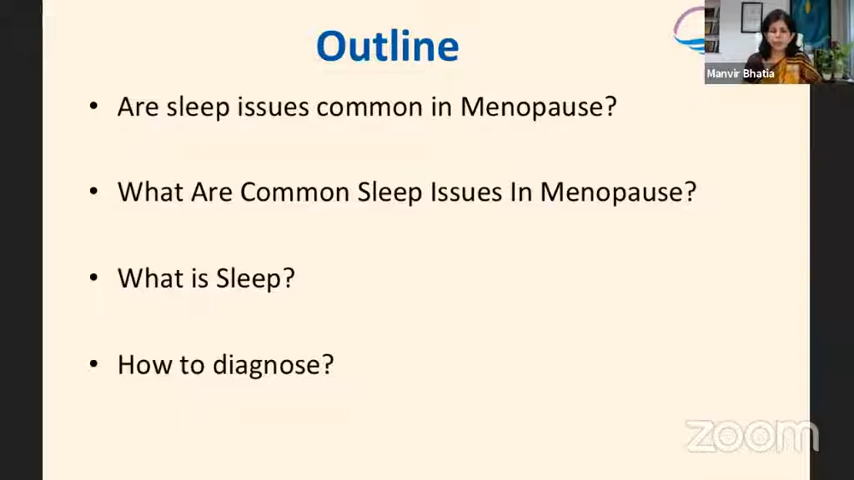 Outline
Manvir Bhatia
• Are sleep issues common in Menopause?
• What Are Common Sleep Issues In Menopause?
• What is Sleep?
• How to diagnose?
zoom